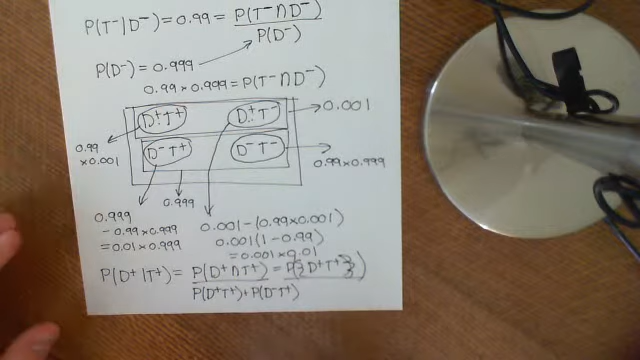 P(T⁻|D⁻) = 0.99 = P(T⁻∩D⁻) / P(D⁻)
P(D⁻) = 0.999
0.99 × 0.999 = P(T⁻∩D⁻)
D⁺T⁺ D⁺T⁻ → 0.001
D⁻T⁺ D⁻T⁻ → 0.99 × 0.999
0.99
× 0.001
0.999
0.999
- 0.99 × 0.999
= 0.01 × 0.999
0.001 - (0.99 × 0.001)
0.001(1 - 0.99)
= 0.001 × 0.01
P(D⁺|T⁺) = P(D⁺∩T⁺) = P({D⁺T⁺})
P(D⁺T⁺) + P(D⁻T⁺)